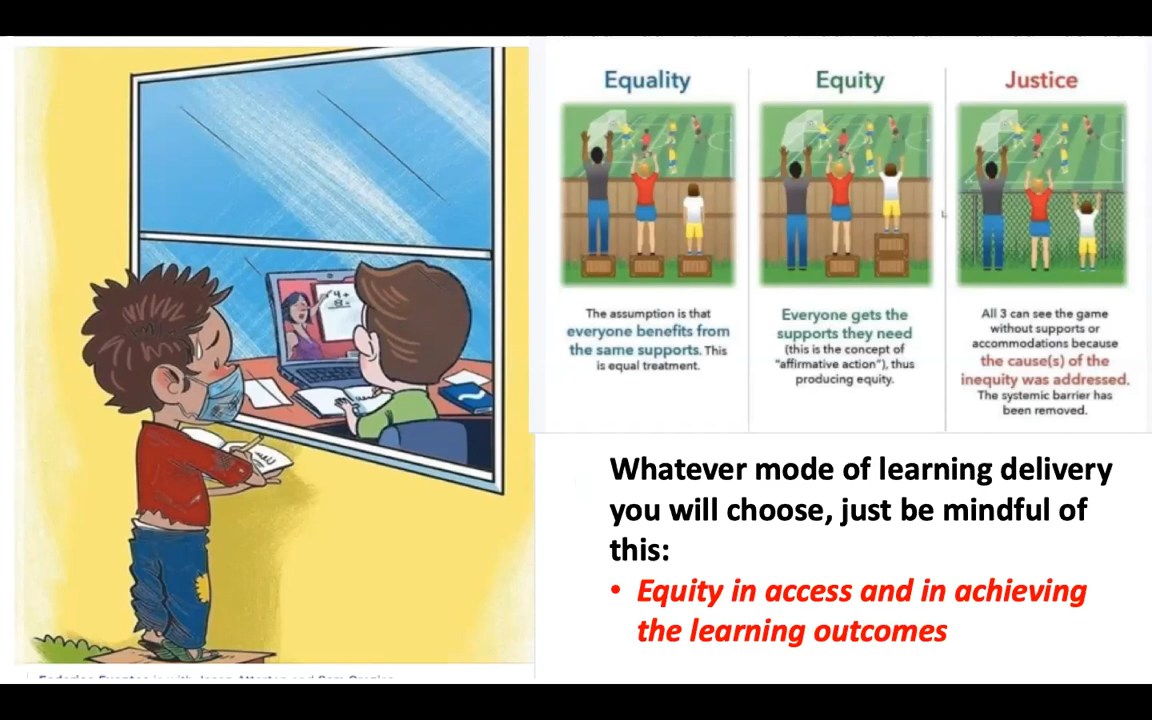 Equality
The assumption is that
everyone benefits from
the same supports. This
is equal treatment.
Equity
Everyone gets the
supports they need
(this is the concept of
"affirmative action"), thus
producing equity.
Justice
All 3 can see the game
without supports or
accommodations because
the cause(s) of the
inequity was addressed.
The systemic barrier has
been removed.
Whatever mode of learning delivery
you will choose, just be mindful of
this:
• Equity in access and in achieving
the learning outcomes